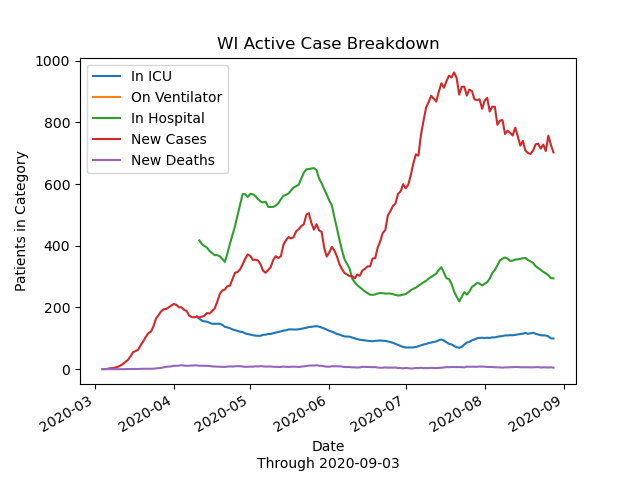 WI Active Case Breakdown
In ICU
On Ventilator
In Hospital
New Cases
New Deaths
Patients in Category
1000
800
600
400
200
0
2020-03
2020-04
2020-05
2020-06
2020-07
2020-08
2020-09
Date
Through 2020-09-03